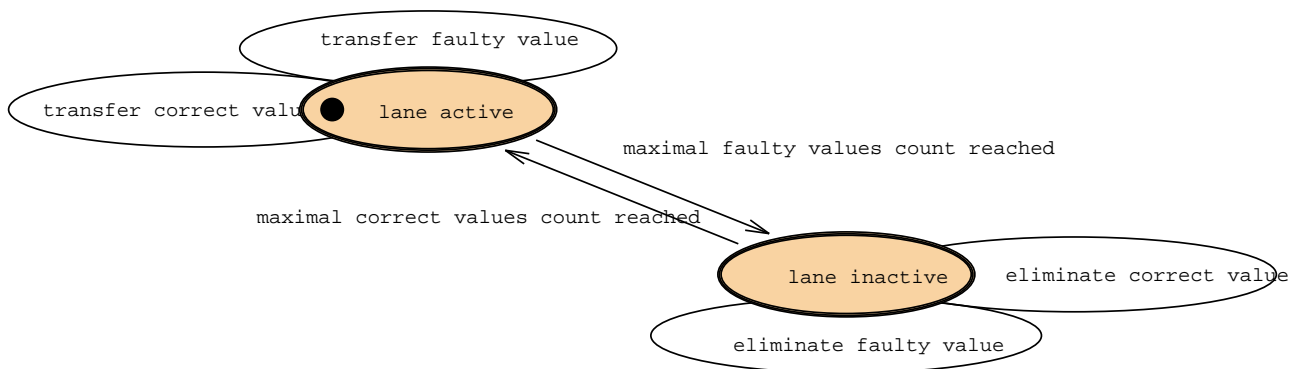 transfer faulty value
transfer correct valu
lane active
maximal faulty values count reached
maximal correct values count reached
lane inactive
eliminate correct value
eliminate faulty value